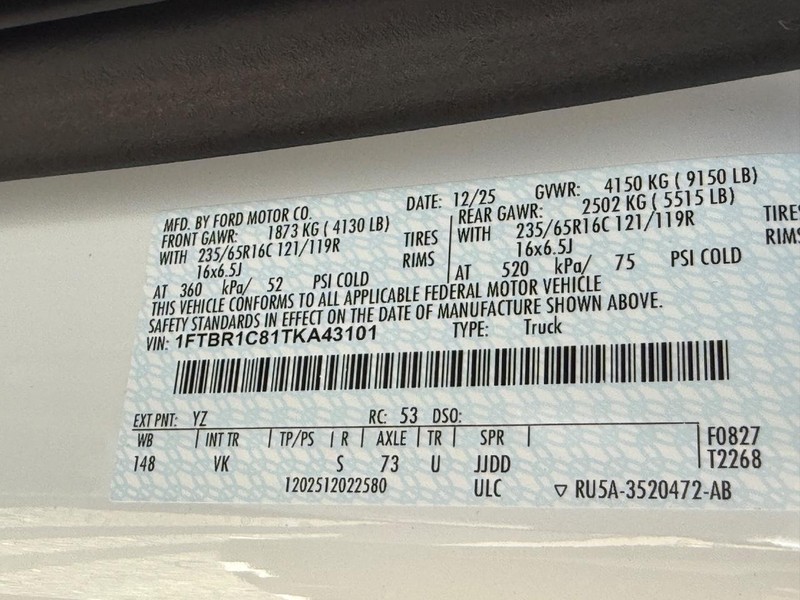 MFD. BY FORD MOTOR CO. DATE: 12/25 GVWR: 4150 KG ( 9150 LB)
FRONT GAWR: 1873 KG ( 4130 LB) REAR GAWR: 2502 KG ( 5515 LB)
WITH 235/65R16C 121/119R TIRES WITH 235/65R16C 121/119R TIRES
16x6.5J RIMS 16x6.5J RIMS
AT 360 kPa/ 52 PSI COLD AT 520 kPa/ 75 PSI COLD
THIS VEHICLE CONFORMS TO ALL APPLICABLE FEDERAL MOTOR VEHICLE
SAFETY STANDARDS IN EFFECT ON THE DATE OF MANUFACTURE SHOWN ABOVE.
VIN: 1FTBR1C81TKA43101 TYPE: Truck
EXT PNT: YZ RC: 53 DSO:
WB INT TR TP/PS R AXLE TR SPR F0827
148 VK S 73 U JJDD T2268
1202512022580 ULC ▽ RU5A-3520472-AB